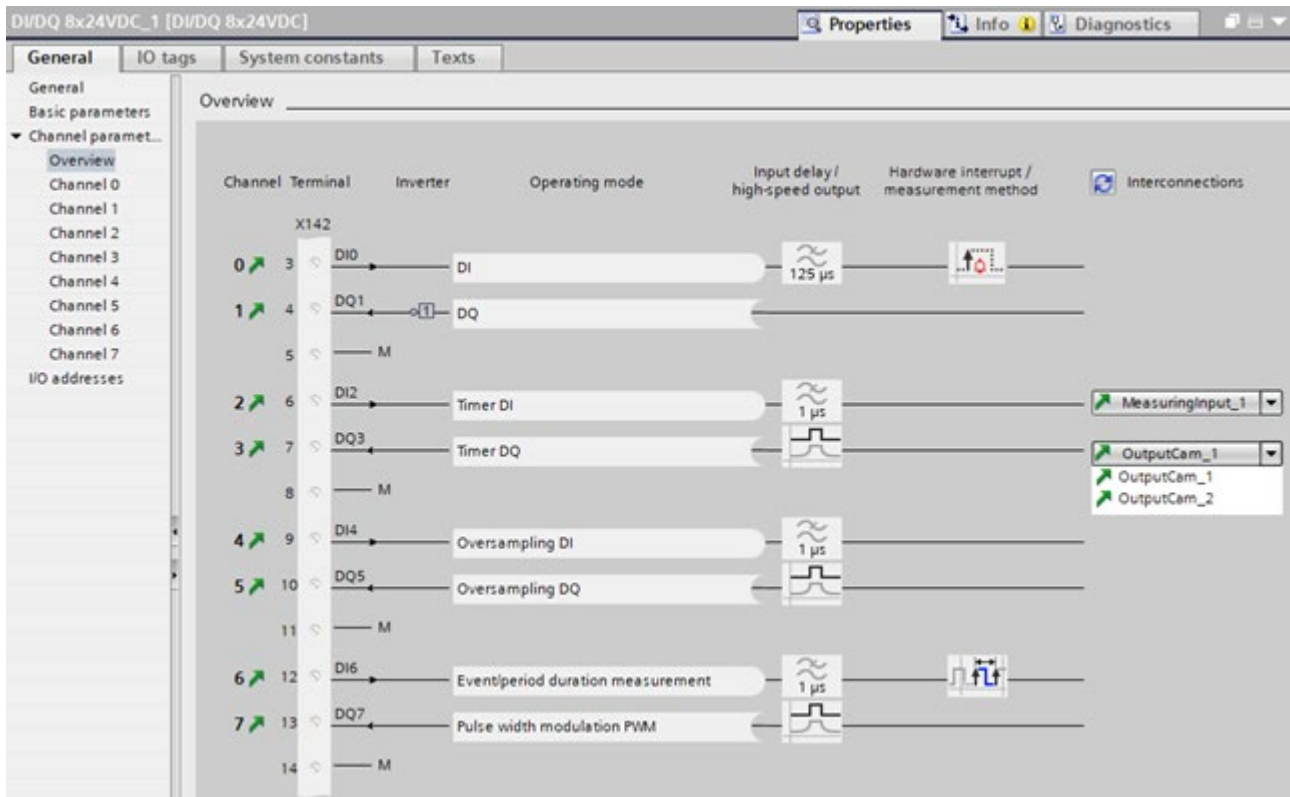 DI/DQ 8x24VDC_1 [DI/DQ 8x24VDC]
Properties
Info
Diagnostics
General
IO tags
System constants
Texts
General
Basic parameters
Channel paramet...
Overview
Channel 0
Channel 1
Channel 2
Channel 3
Channel 4
Channel 5
Channel 6
Channel 7
I/O addresses
Overview
Channel Terminal Inverter Operating mode Input delay / high-speed output Hardware interrupt / measurement method Interconnections
X142
0 3 DI0 DI 125 µs
1 4 DQ1 1 DQ
5 M
2 6 DI2 Timer DI 1 µs MeasuringInput_1
3 7 DQ3 Timer DQ OutputCam_1
OutputCam_1
8 M OutputCam_2
4 9 DI4 Oversampling DI 1 µs
5 10 DQ5 Oversampling DQ
11 M
6 12 DI6 Event/period duration measurement 1 µs
7 13 DQ7 Pulse width modulation PWM
14 M